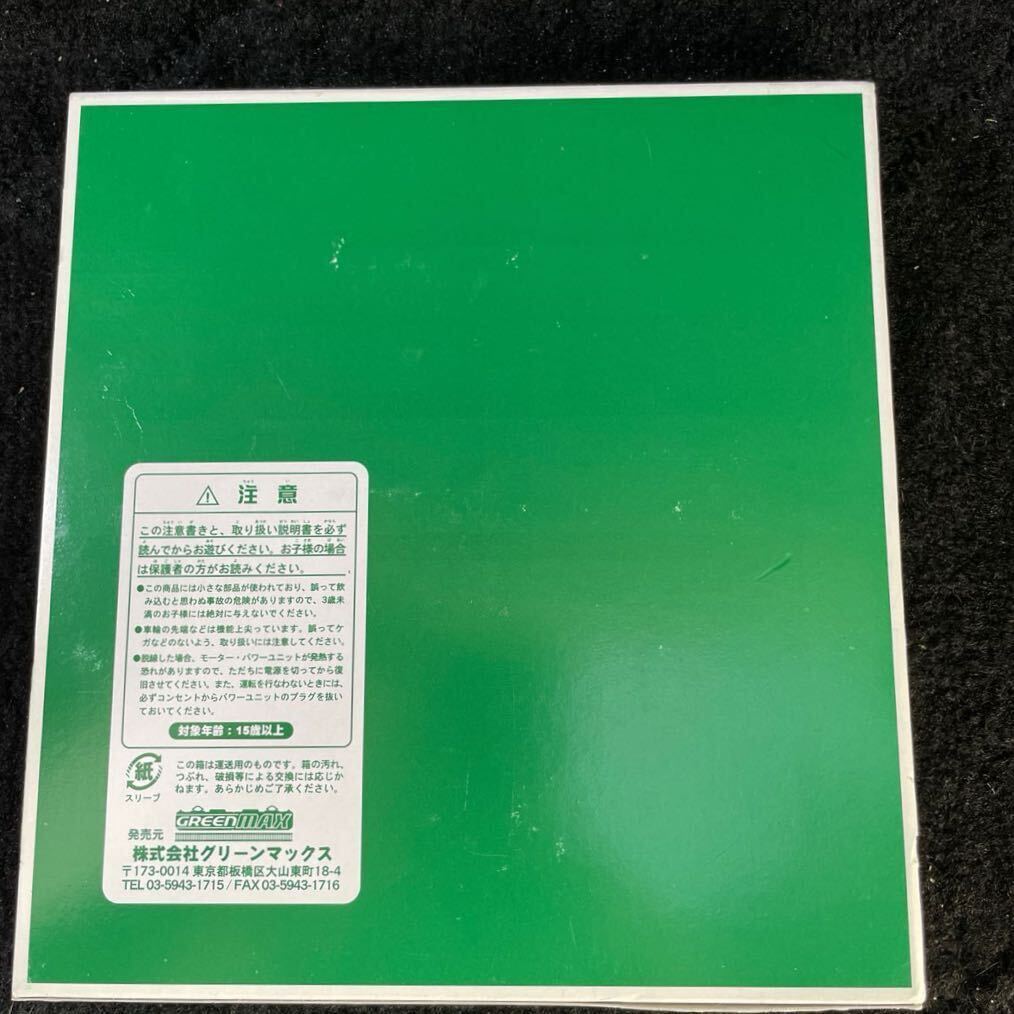 ⚠ 注意
この注意書きと、取り扱い説明書を必ず
読んでからお遊びください。お子様の場合
は保護者の方がお読みください。
●この商品には小さな部品が使われており、誤って飲
み込むと思わぬ事故の危険がありますので、3歳未
満のお子様には絶対に与えないでください。
●車輪の先端などは機能上尖っています。誤ってケ
ガなどのないよう、取り扱いには注意してください。
●脱線した場合、モーター・パワーユニットが発熱する
恐れがありますので、ただちに電源を切ってから復
旧させてください。また、運転を行なわないときには、
必ずコンセントからパワーユニットのプラグを抜い
ておいてください。
対象年齢：15歳以上
紙
スリーブ
この箱は運送用のものです。箱の汚れ、
つぶれ、破損等による交換には応じか
ねます。あらかじめご了承ください。
発売元
GREENMAX
株式会社グリーンマックス
〒173-0014 東京都板橋区大山東町18-4
TEL 03-5943-1715 / FAX 03-5943-1716